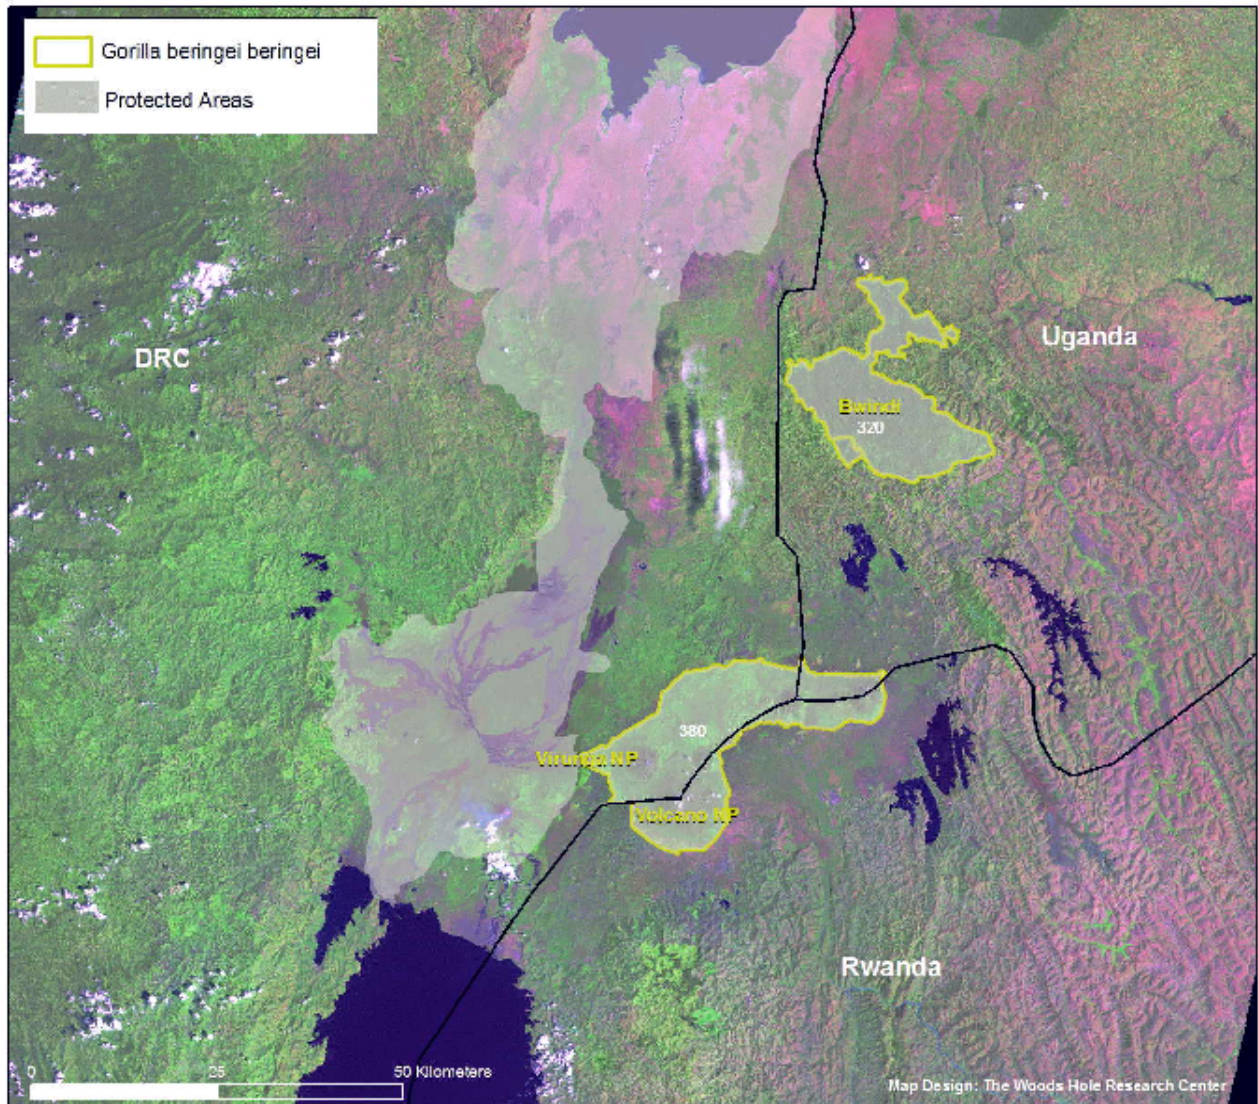 Gorilla beringei beringei
Protected Areas
DRC
Uganda
Bwindi
320
380
Virunga NP
Volcano NP
Rwanda
0 25 50 Kilometers
Map Design: The Woods Hole Research Center